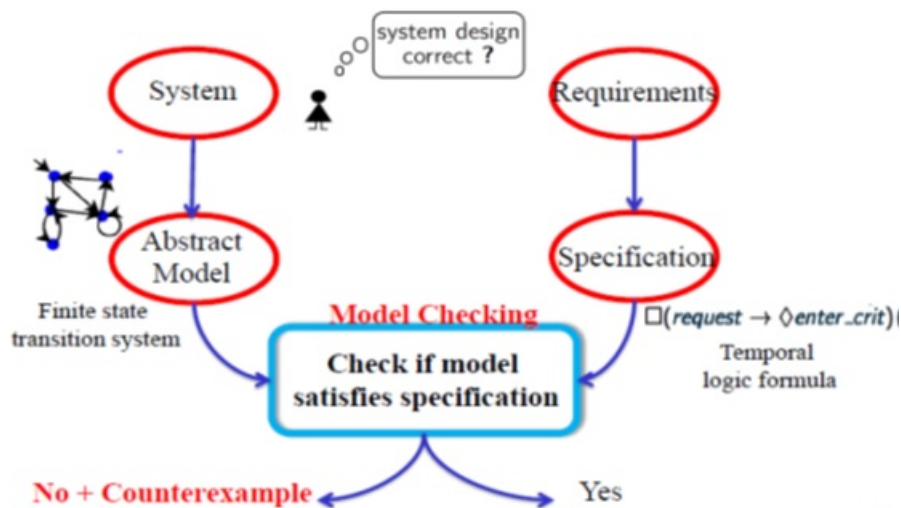 system design
correct ?
System
Requirements
Abstract
Model
Specification
Finite state
transition system
Model Checking
□(request → ◊enter_crit)(
Temporal
logic formula
Check if model
satisfies specification
No + Counterexample
Yes